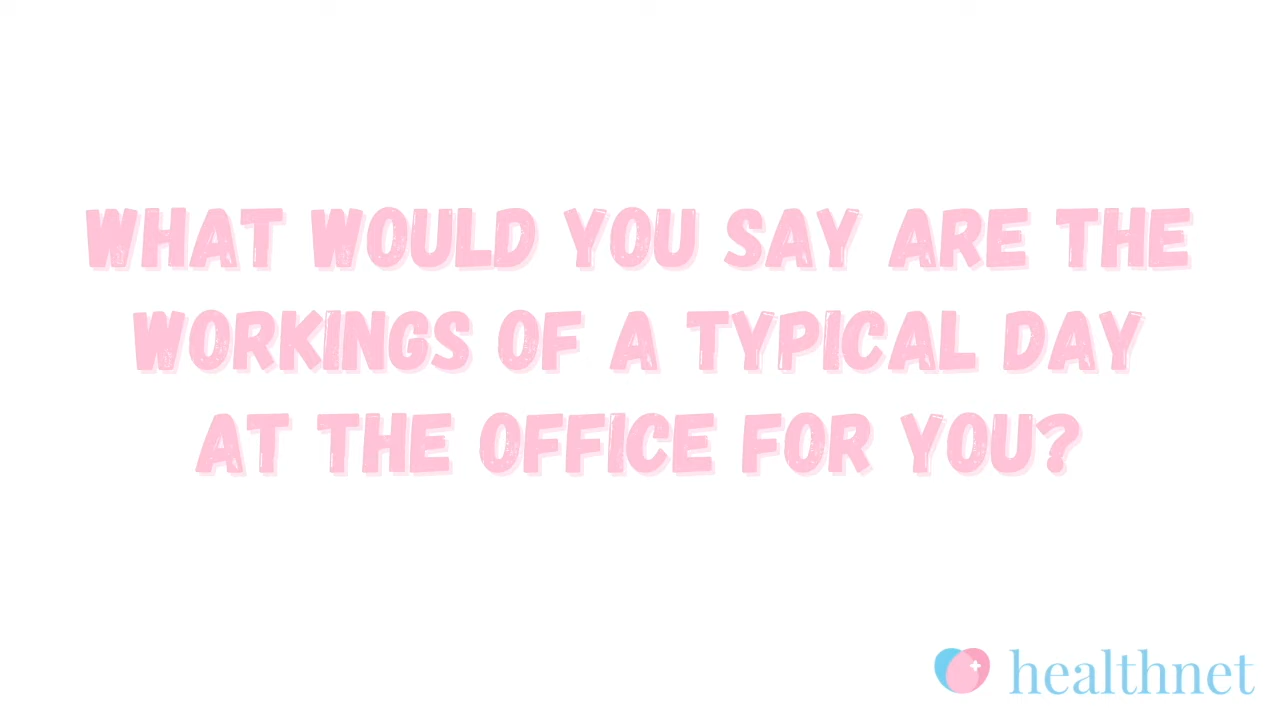 WHAT WOULD YOU SAY ARE THE
WORKINGS OF A TYPICAL DAY
AT THE OFFICE FOR YOU?
healthnet